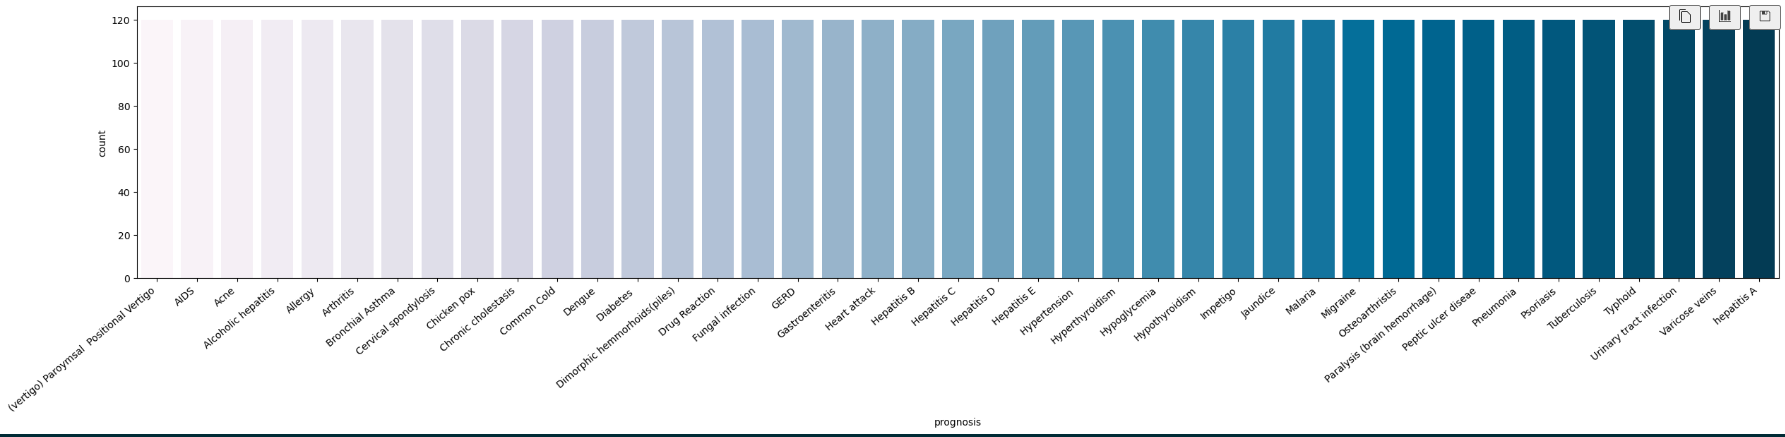 120
100
80
60
40
20
0
count
(vertigo) Paroymsal  Positional Vertigo
AIDS
Acne
Alcoholic hepatitis
Allergy
Arthritis
Bronchial Asthma
Cervical spondylosis
Chicken pox
Chronic cholestasis
Common Cold
Dengue
Diabetes
Dimorphic hemmorhoids(piles)
Drug Reaction
Fungal infection
GERD
Gastroenteritis
Heart attack
Hepatitis B
Hepatitis C
Hepatitis D
Hepatitis E
Hypertension
Hyperthyroidism
Hypoglycemia
Hypothyroidism
Impetigo
Jaundice
Malaria
Migraine
Osteoarthristis
Paralysis (brain hemorrhage)
Peptic ulcer diseae
Pneumonia
Psoriasis
Tuberculosis
Typhoid
Urinary tract infection
Varicose veins
hepatitis A
prognosis